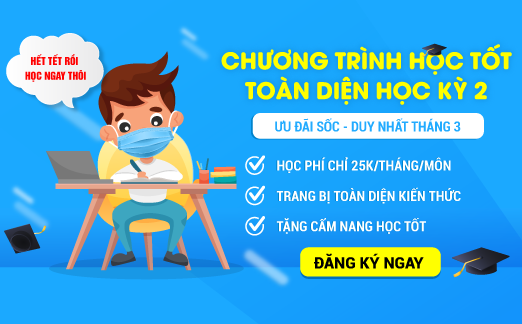 HẾT TẾT RỒI
HỌC NGAY THÔI
CHƯƠNG TRÌNH HỌC TỐT
TOÀN DIỆN HỌC KỲ 2
ƯU ĐÃI SỐC - DUY NHẤT THÁNG 3
HỌC PHÍ CHỈ 25K/THÁNG/MÔN
TRANG BỊ TOÀN DIỆN KIẾN THỨC
TẶNG CẨM NANG HỌC TỐT
ĐĂNG KÝ NGAY